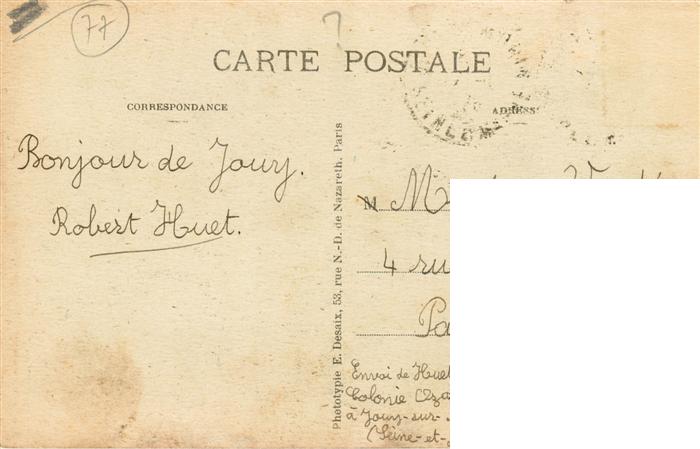 77
CARTE POSTALE
CORRESPONDANCE
ADRESSE
Bonjour de Jouy.
Robert Huet.
Phototypie E. Desaix, 53, rue N.-D. de Nazareth. Paris
M
4
Envoi de Huet
Colonie
à Jouy-sur-
(Seine-et-